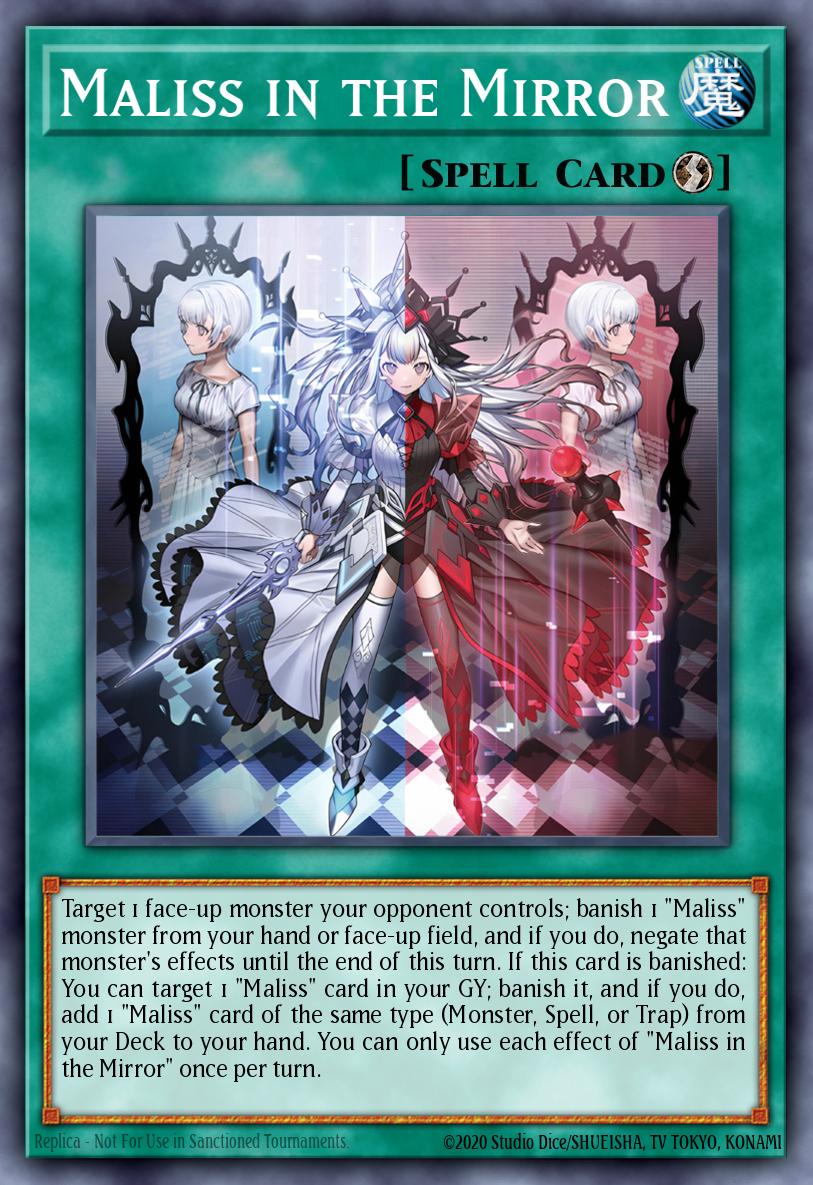 Maliss in the Mirror
SPELL
魔
[Spell Card]
Target 1 face-up monster your opponent controls; banish 1 "Maliss"
monster from your hand or face-up field, and if you do, negate that
monster's effects until the end of this turn. If this card is banished:
You can target 1 "Maliss" card in your GY; banish it, and if you do,
add 1 "Maliss" card of the same type (Monster, Spell, or Trap) from
your Deck to your hand. You can only use each effect of "Maliss in
the Mirror" once per turn.
Replica - Not For Use in Sanctioned Tournaments.
©2020 Studio Dice/SHUEISHA, TV TOKYO, KONAMI